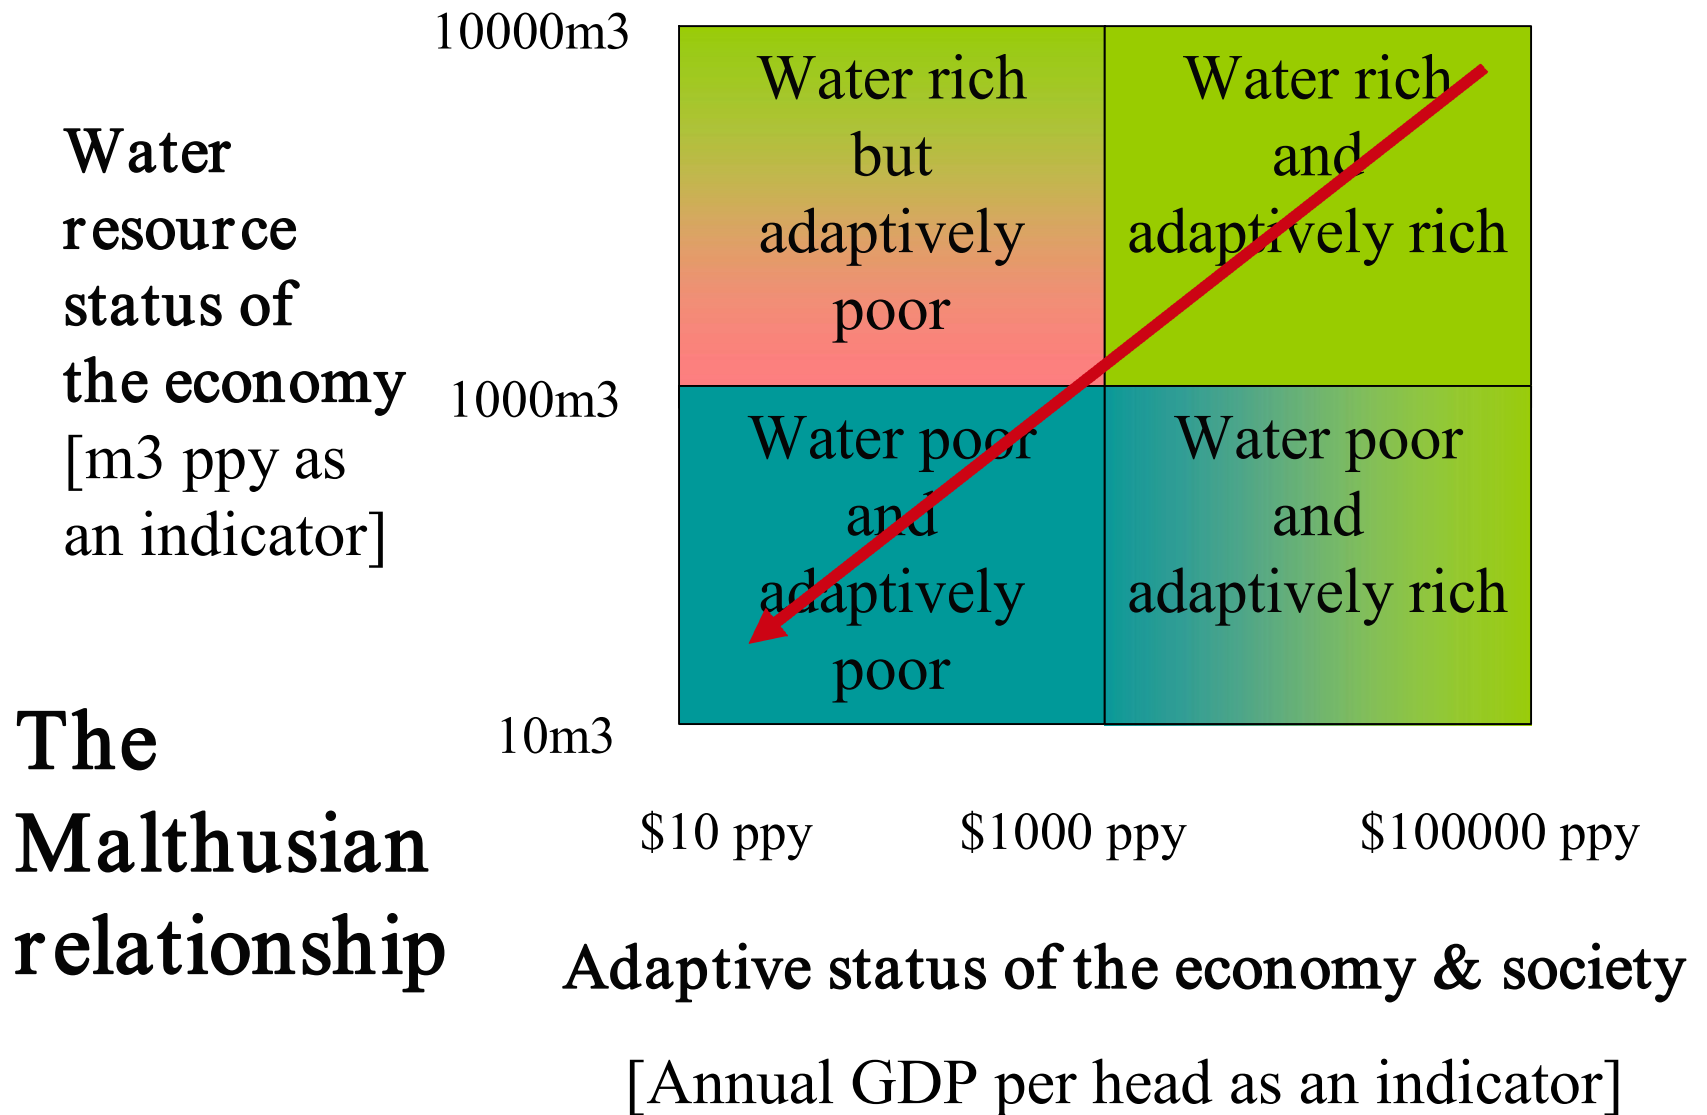 10000m3
Water
resource
status of
the economy
[m3 ppy as
an indicator]
1000m3
10m3
Water rich
but
adaptively
poor
Water rich
and
adaptively rich
Water poor
and
adaptively
poor
Water poor
and
adaptively rich
The
Malthusian
relationship
$10 ppy
$1000 ppy
$100000 ppy
Adaptive status of the economy & society
[Annual GDP per head as an indicator]